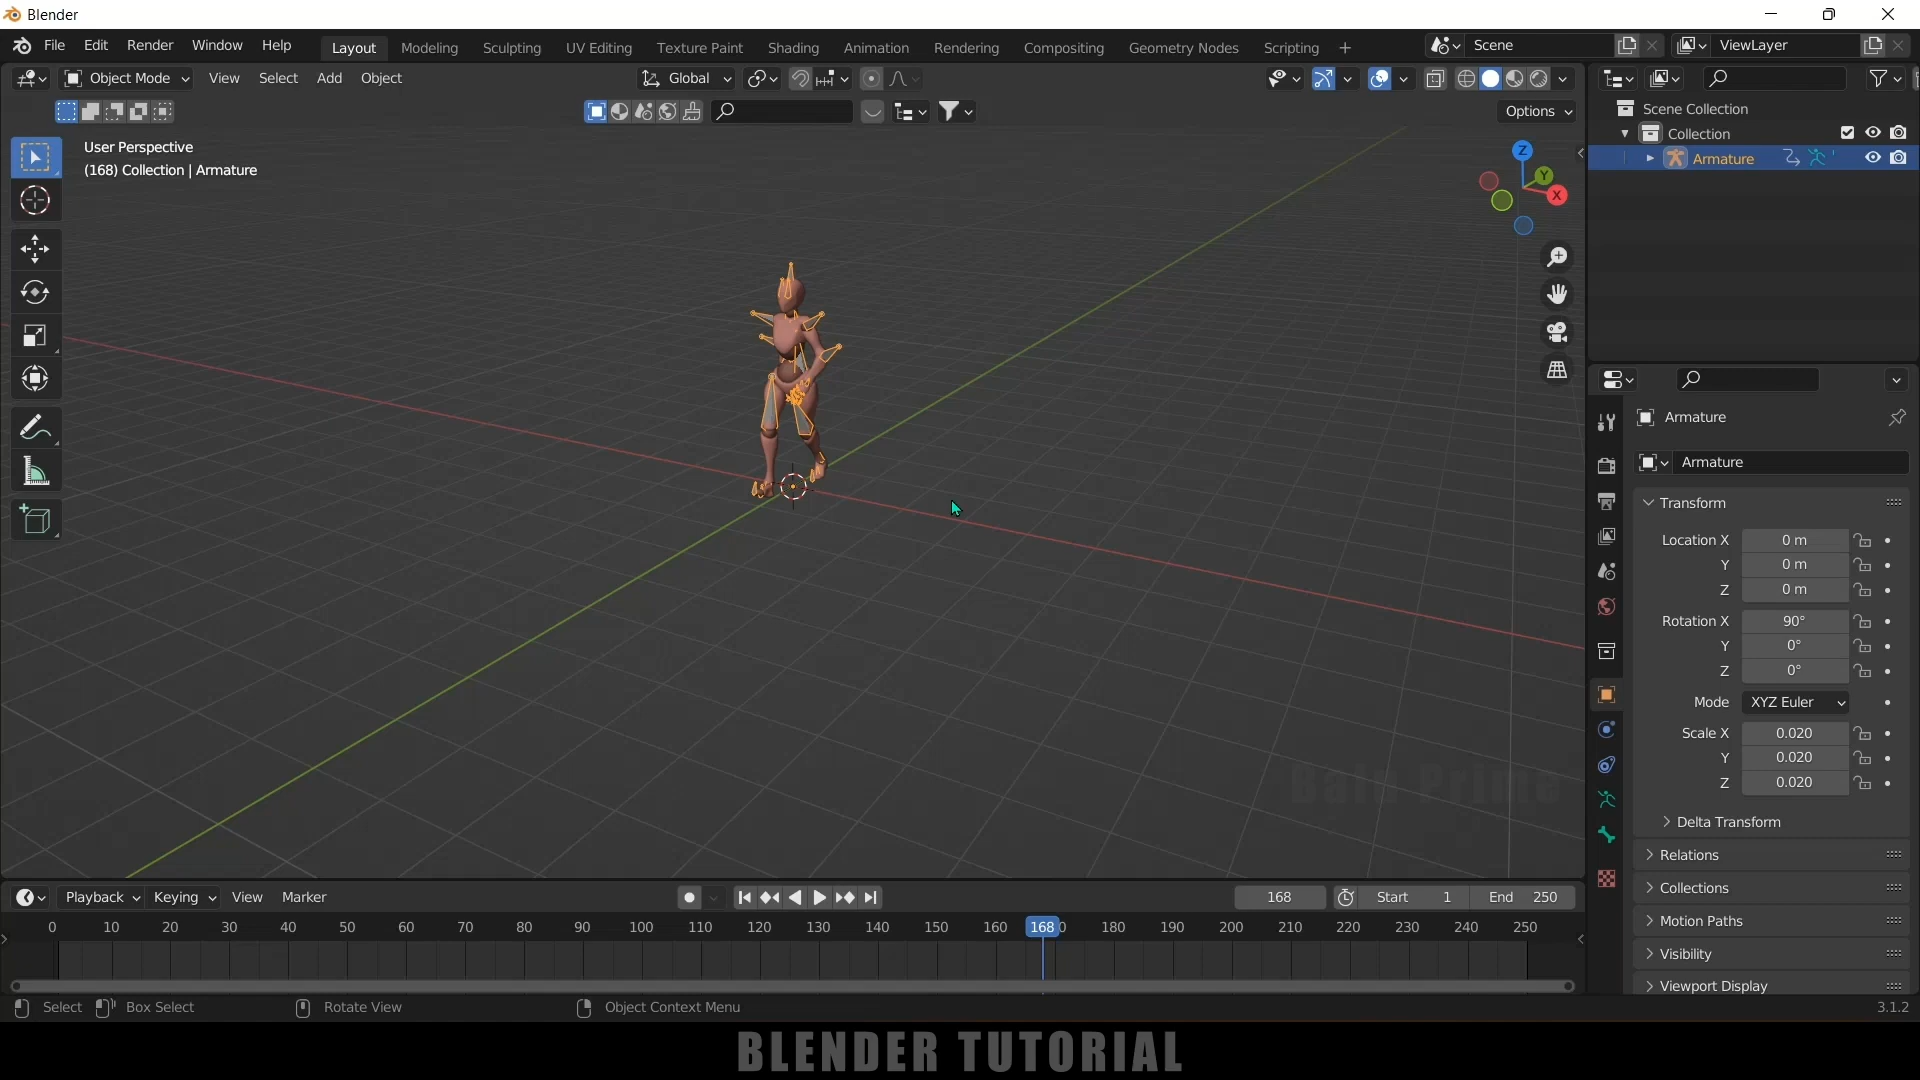 Blender
File Edit Render Window Help Layout Modeling Sculpting UV Editing Texture Paint Shading Animation Rendering Compositing Geometry Nodes Scripting + Scene ViewLayer
Object Mode View Select Add Object Global
Options
User Perspective
(168) Collection | Armature
Z
Y
X
Scene Collection
Collection
Armature
Armature
Armature
Transform
Location X 0 m
Y 0 m
Z 0 m
Rotation X 90°
Y 0°
Z 0°
Mode XYZ Euler
Scale X 0.020
Y 0.020
Z 0.020
Delta Transform
Relations
Collections
Motion Paths
Visibility
Viewport Display
Baiu Prime
Playback Keying View Marker 168 Start 1 End 250
0 10 20 30 40 50 60 70 80 90 100 110 120 130 140 150 160 168 0 180 190 200 210 220 230 240 250
Select Box Select Rotate View Object Context Menu 3.1.2
BLENDER TUTORIAL